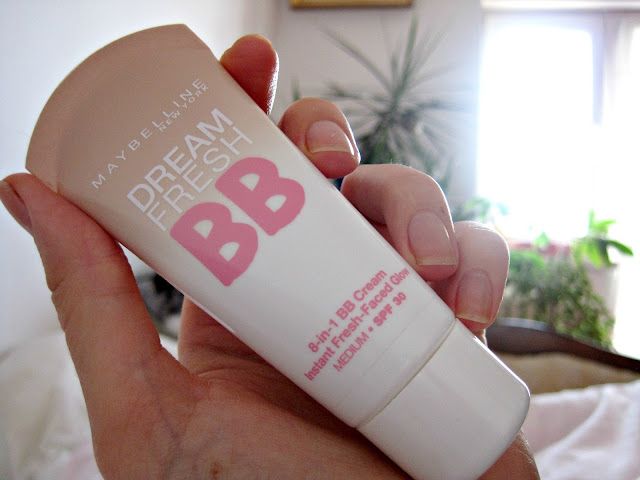 MAYBELLINE
NEW YORK
DREAM
FRESH
BB
8-in-1 BB Cream
Instant Fresh-Faced Glow
MEDIUM • SPF 30